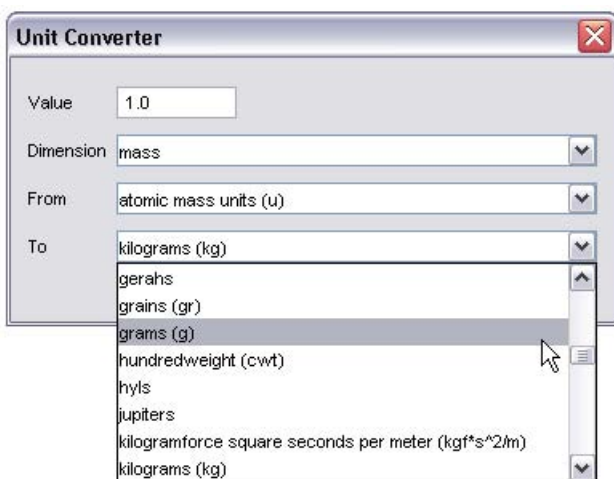 Unit Converter
Value 1.0
Dimension mass
From atomic mass units (u)
To kilograms (kg)
gerahs
grains (gr)
grams (g)
hundredweight (cwt)
hyls
jupiters
kilogramforce square seconds per meter (kgf*s^2/m)
kilograms (kg)